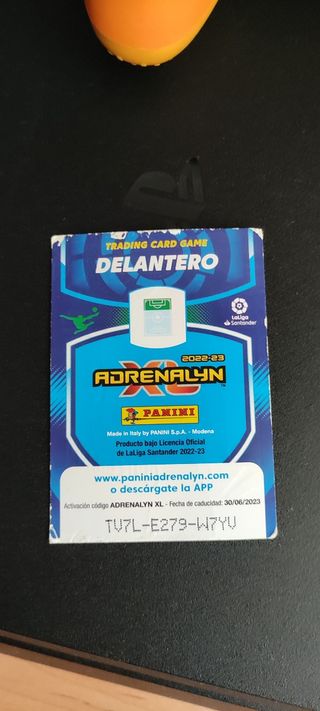 TRADING CARD GAME
DELANTERO
LaLiga
Santander
2022-23
ADRENALYN XL
TM
PANINI
Made in Italy by PANINI S.p.A. - Modena
Producto bajo Licencia Oficial
de LaLiga Santander 2022-23
www.paniniadrenalyn.com
o descárgate la APP
Activación código ADRENALYN XL - Fecha de caducidad: 30/06/2023
TV7L-E279-W7YV